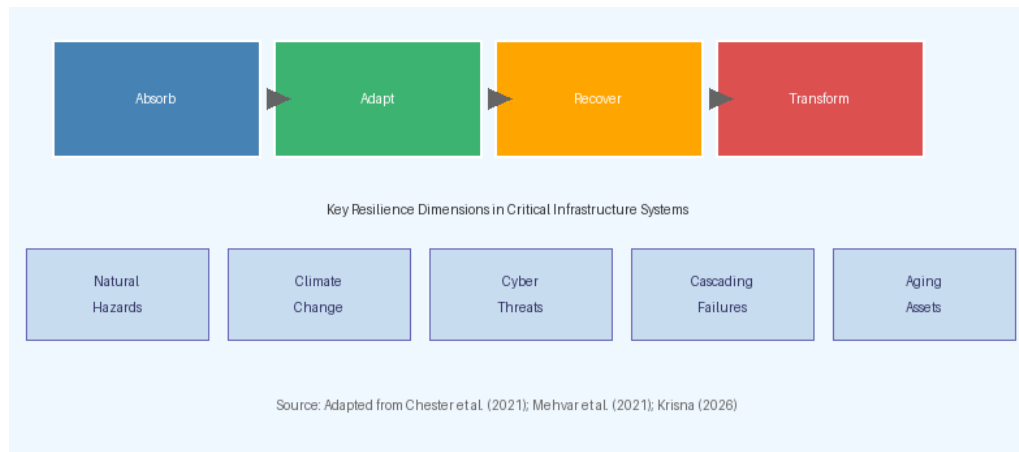 Absorb
Adapt
Recover
Transform
Key Resilience Dimensions in Critical Infrastructure Systems
Natural
Hazards
Climate
Change
Cyber
Threats
Cascading
Failures
Aging
Assets
Source: Adapted from Chester et al. (2021); Mehvar et al. (2021); Krisna (2026)